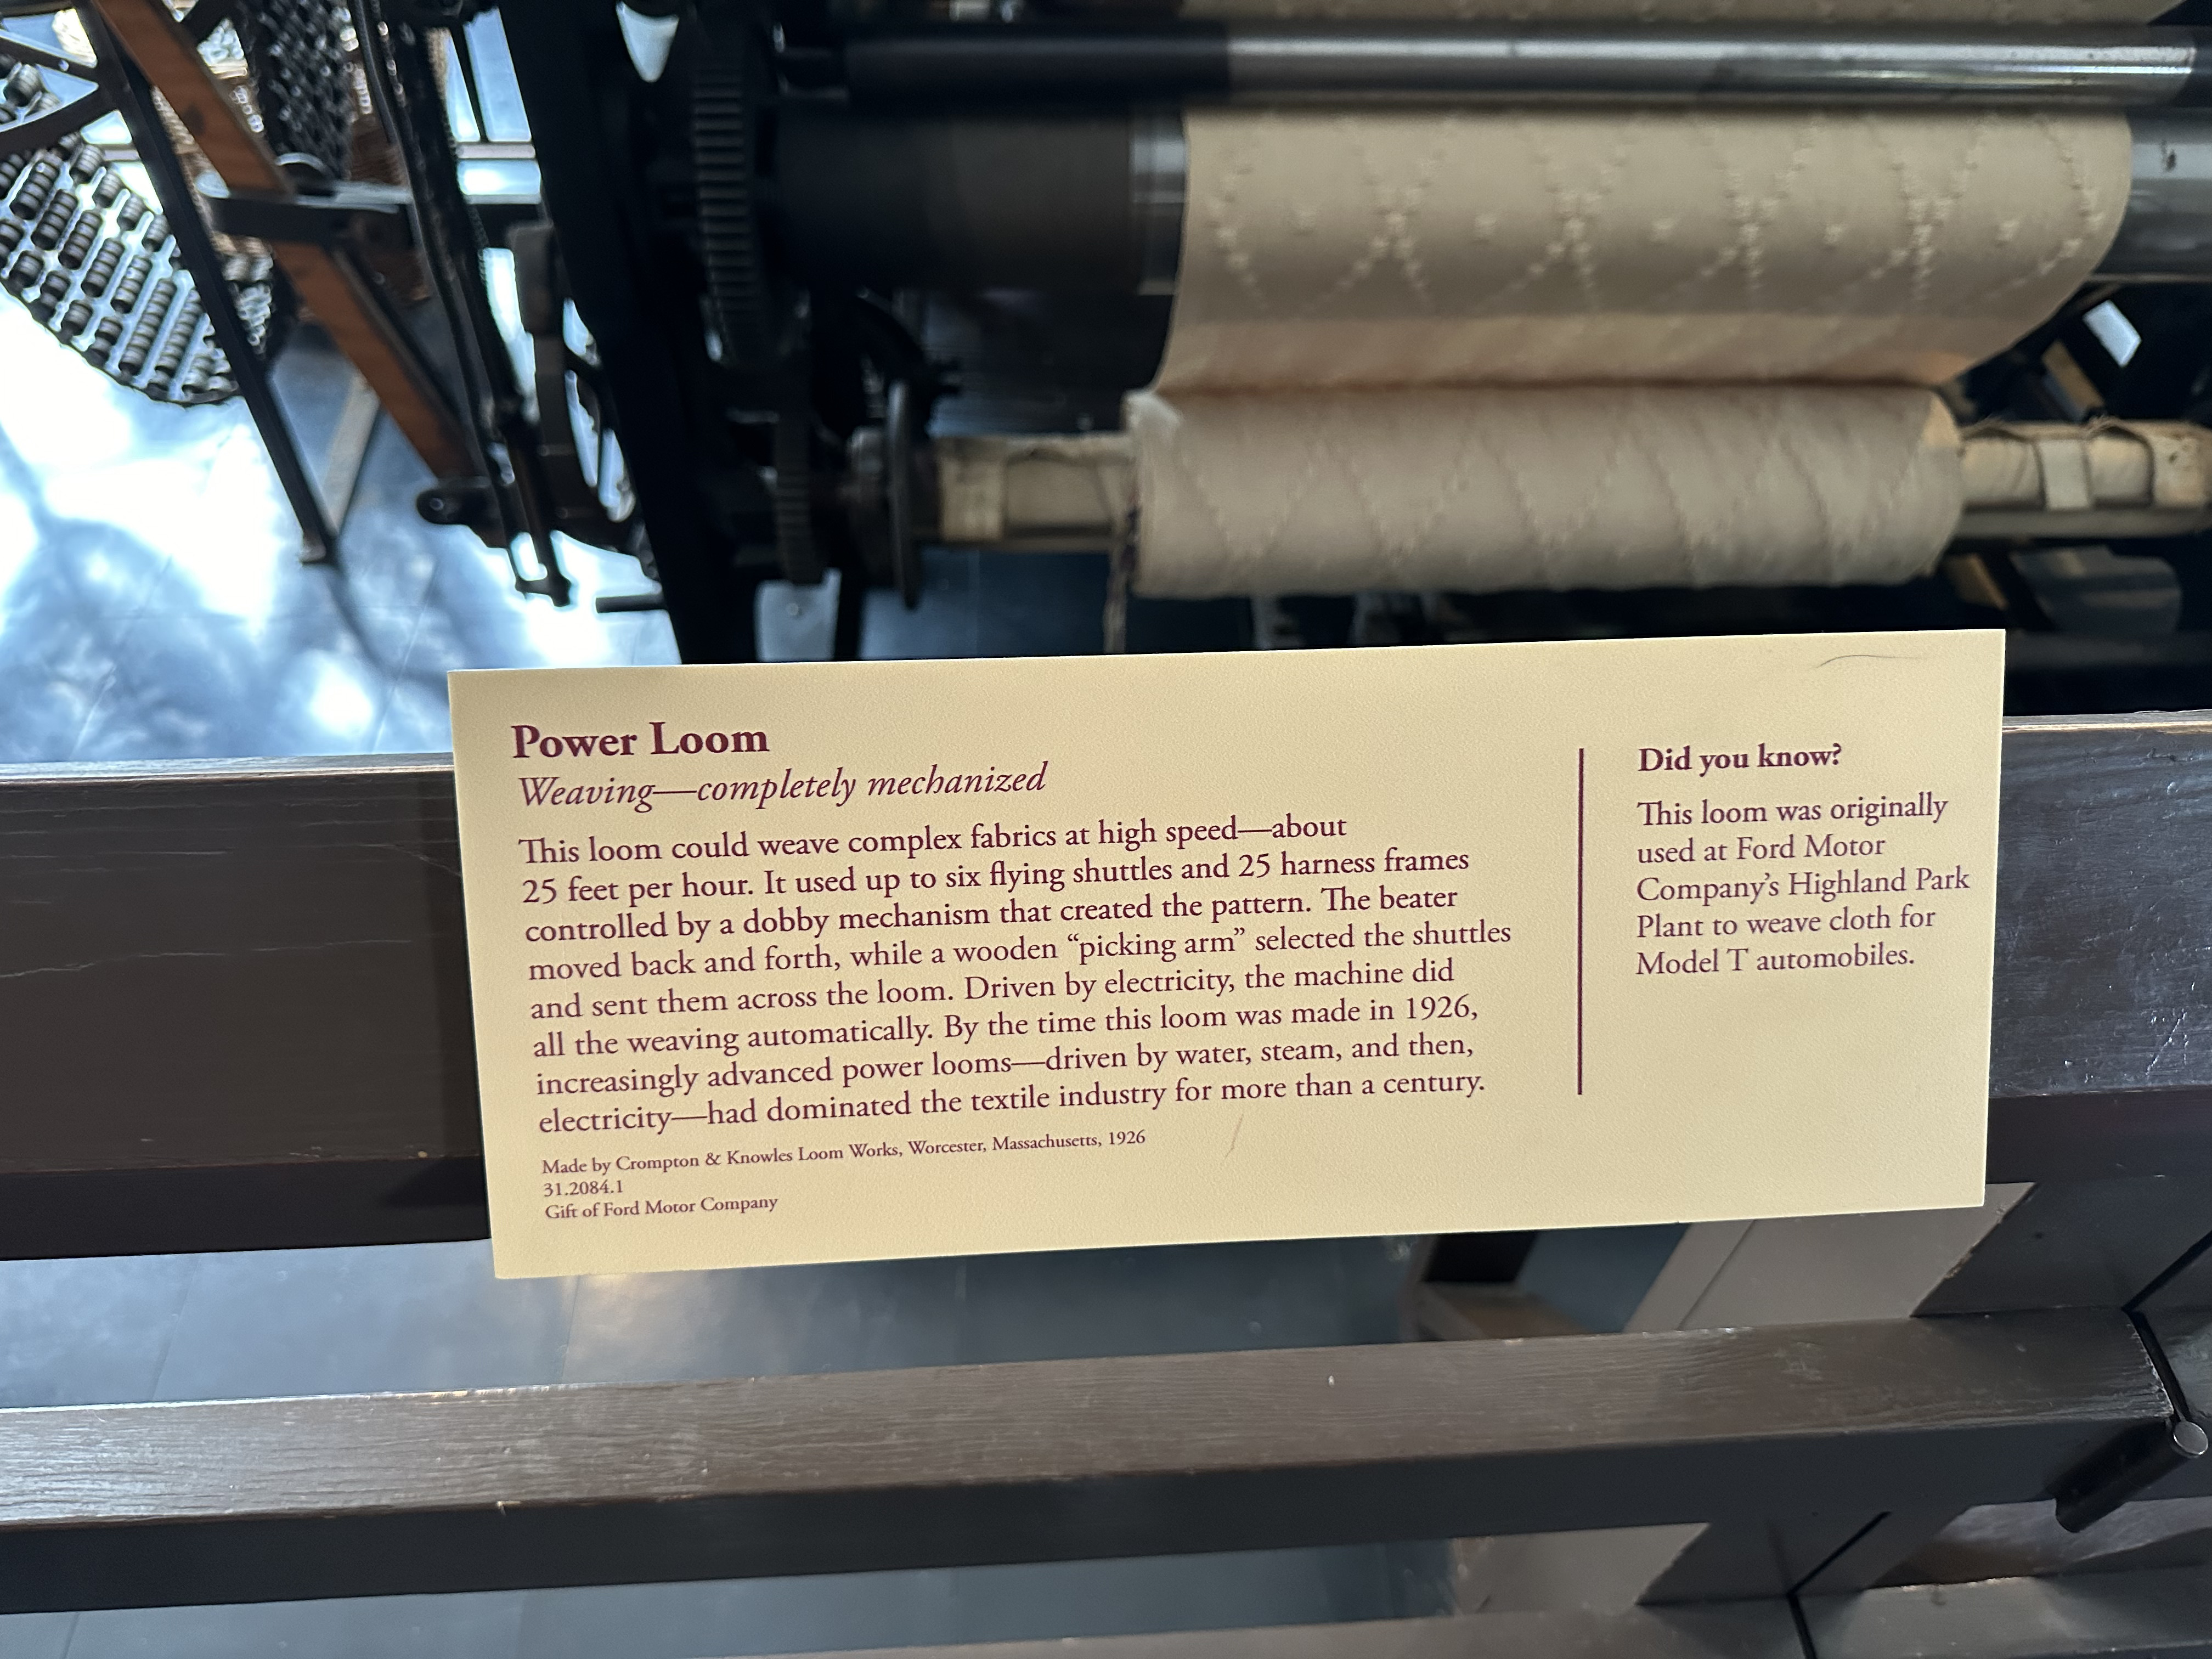 Power Loom
Weaving—completely mechanized
This loom could weave complex fabrics at high speed—about
25 feet per hour. It used up to six flying shuttles and 25 harness frames
controlled by a dobby mechanism that created the pattern. The beater
moved back and forth, while a wooden “picking arm” selected the shuttles
and sent them across the loom. Driven by electricity, the machine did
all the weaving automatically. By the time this loom was made in 1926,
increasingly advanced power looms—driven by water, steam, and then,
electricity—had dominated the textile industry for more than a century.
Made by Crompton & Knowles Loom Works, Worcester, Massachusetts, 1926
31.2084.1
Gift of Ford Motor Company
Did you know?
This loom was originally
used at Ford Motor
Company’s Highland Park
Plant to weave cloth for
Model T automobiles.